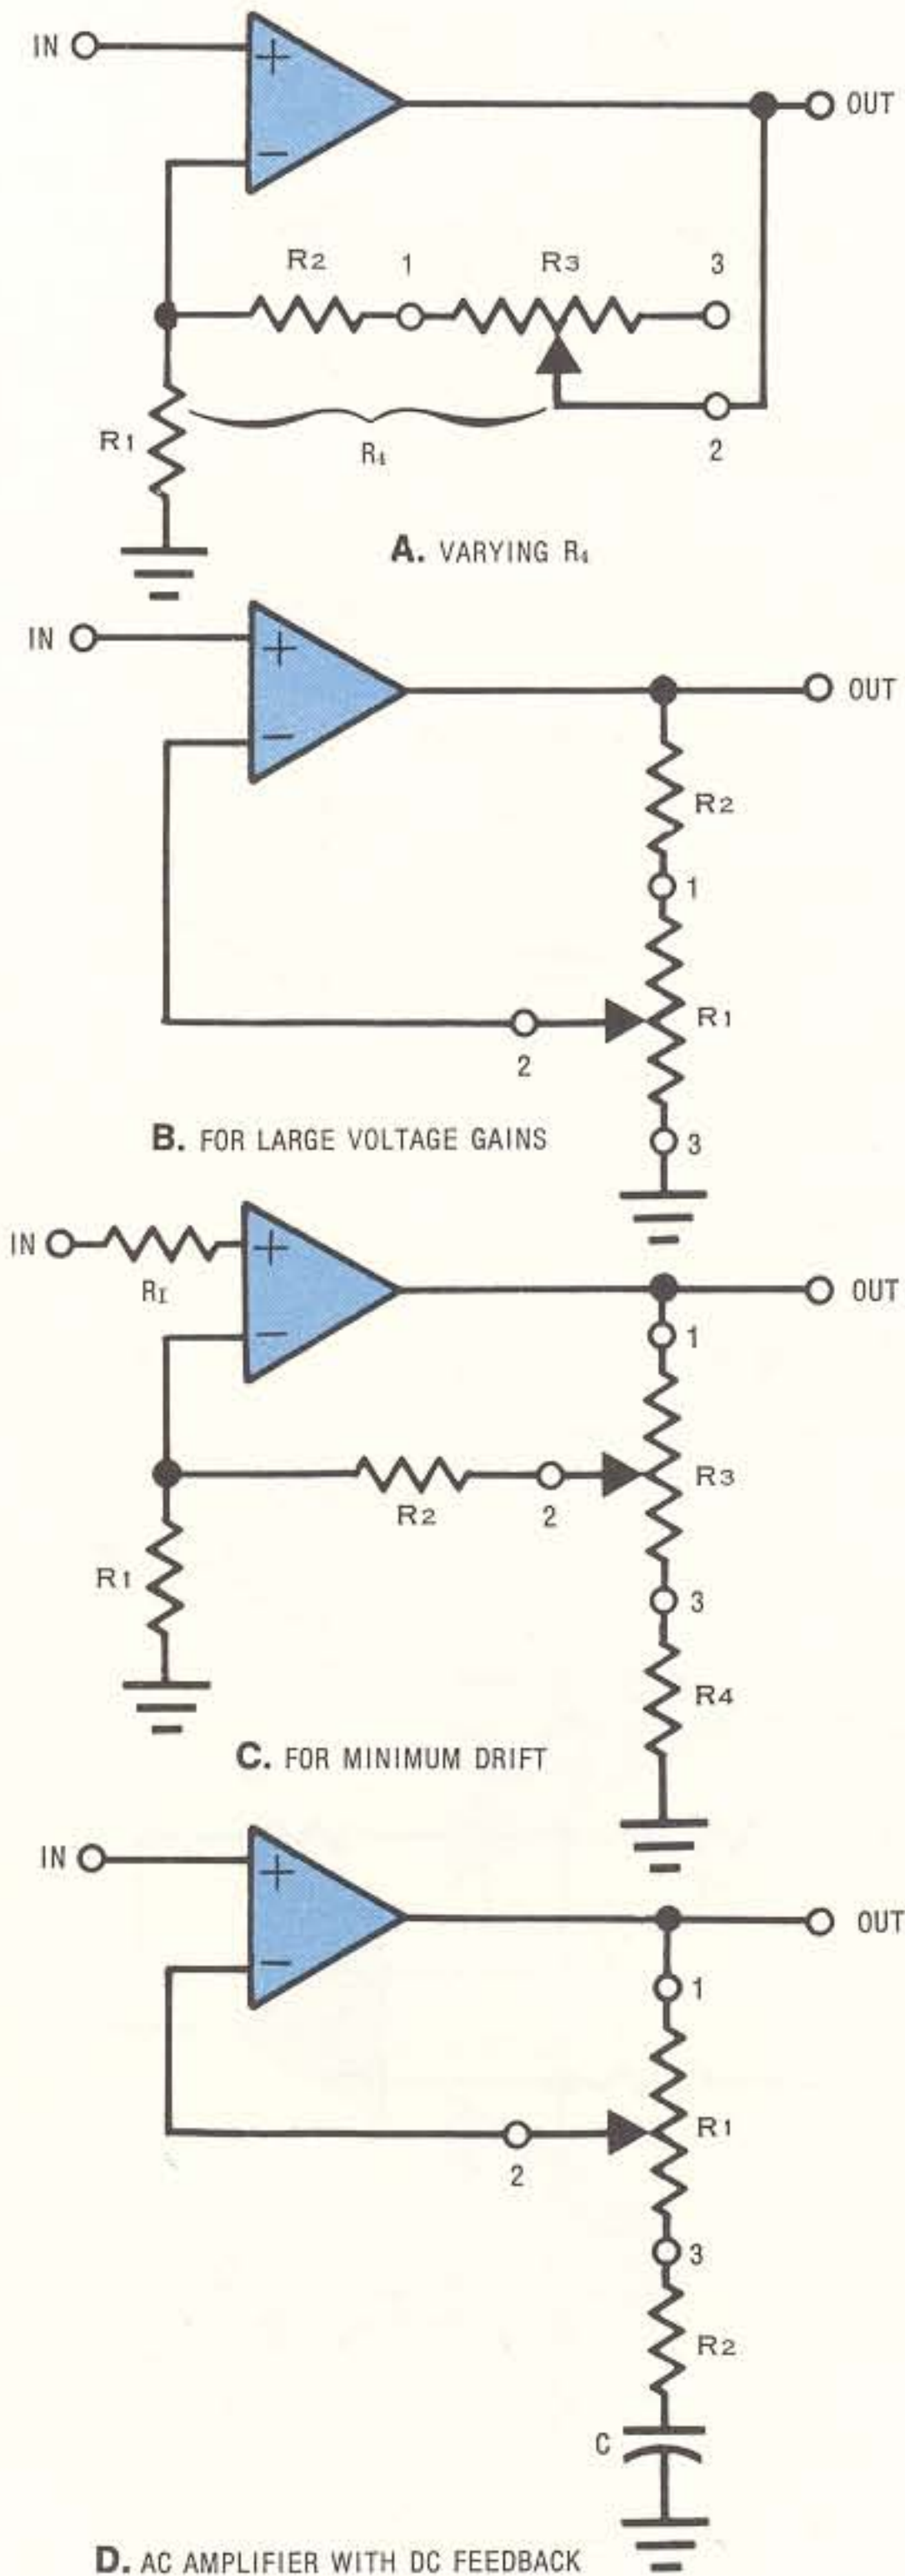 IN
+
OUT
−
R2 1 R3 3
R1
R4
2
A. VARYING R4
IN
+
OUT
−
R2
1
R1
2
3
B. FOR LARGE VOLTAGE GAINS
IN
+
RI
OUT
−
1
R3
R2
2
R1
3
R4
C. FOR MINIMUM DRIFT
IN
+
OUT
−
1
R1
2
3
R2
C
D. AC AMPLIFIER WITH DC FEEDBACK